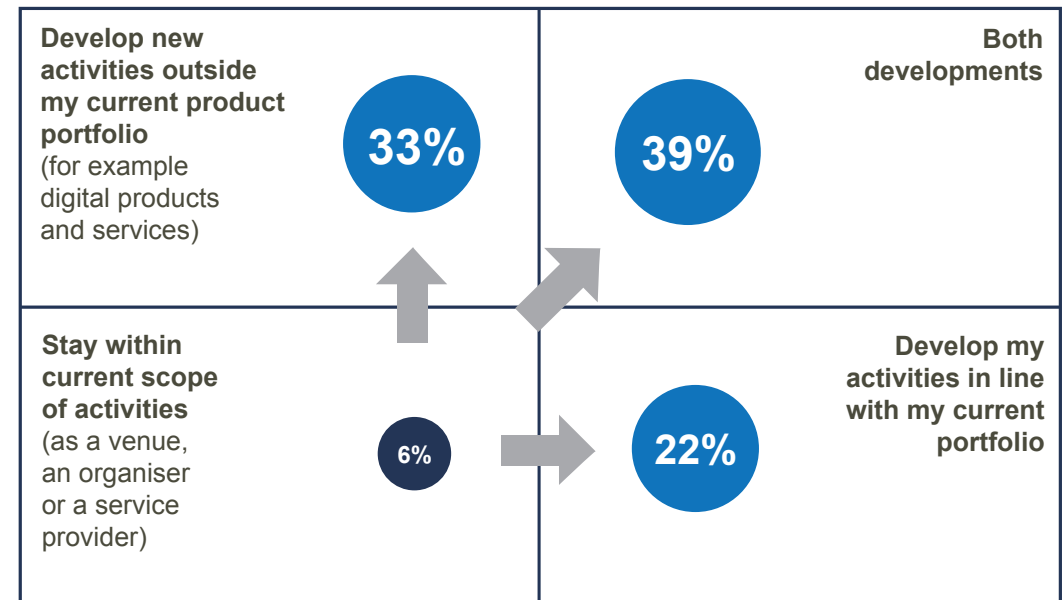 Develop new
activities outside
my current product
portfolio
(for example
digital products
and services)
33%
Both
developments
39%
Stay within
current scope
of activities
(as a venue,
an organiser
or a service
provider)
6%
Develop my
activities in line
with my current
portfolio
22%